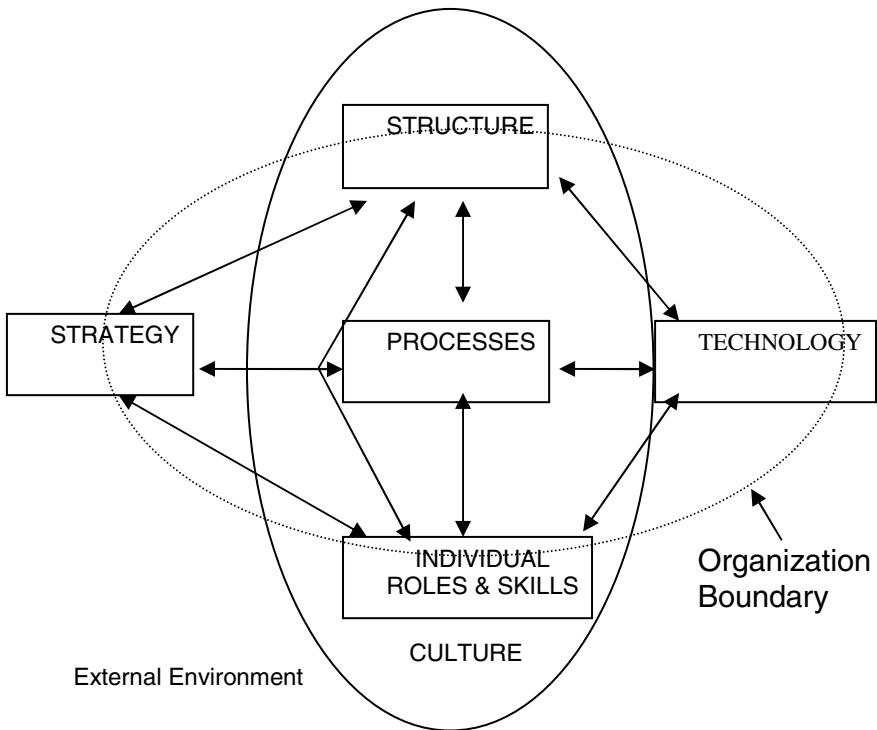 STRUCTURE
STRATEGY
PROCESSES
TECHNOLOGY
INDIVIDUAL
ROLES & SKILLS
Organization
Boundary
CULTURE
External Environment